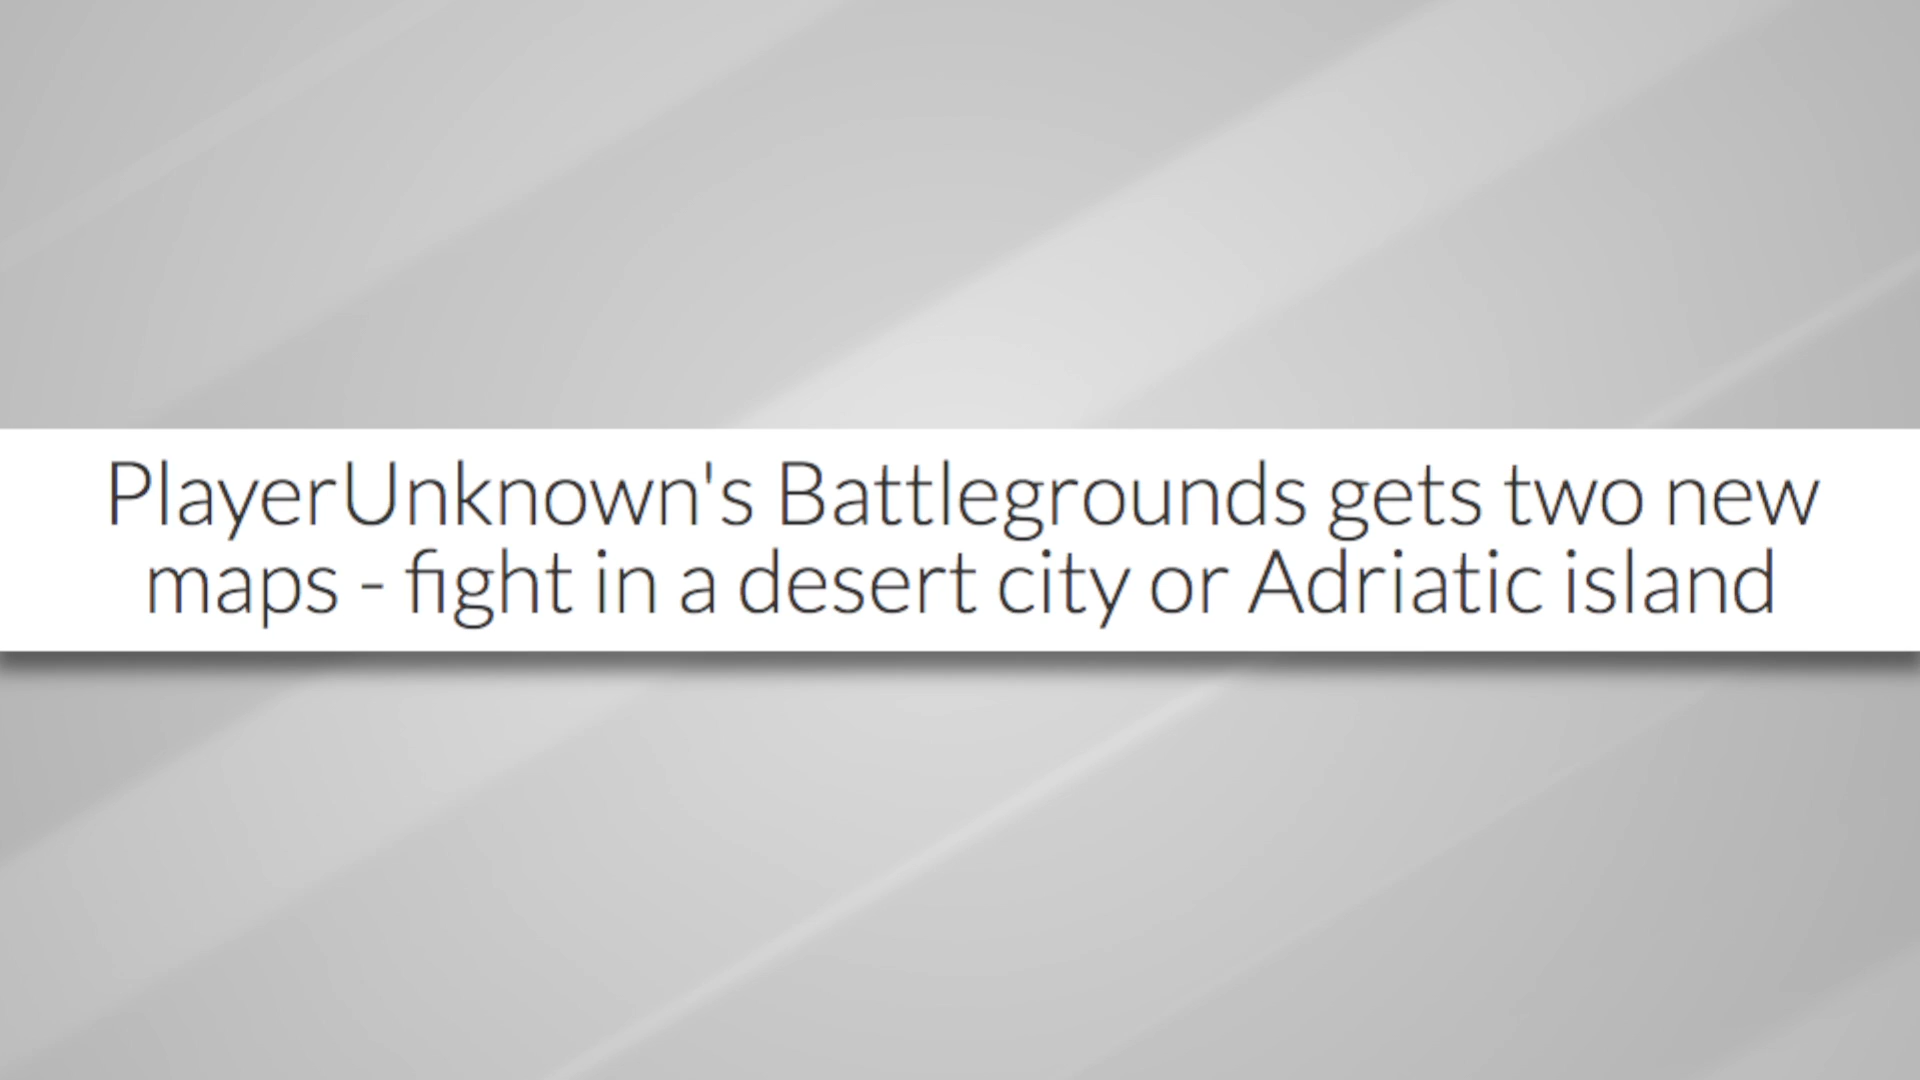 PlayerUnknown's Battlegrounds gets two new
maps - fight in a desert city or Adriatic island